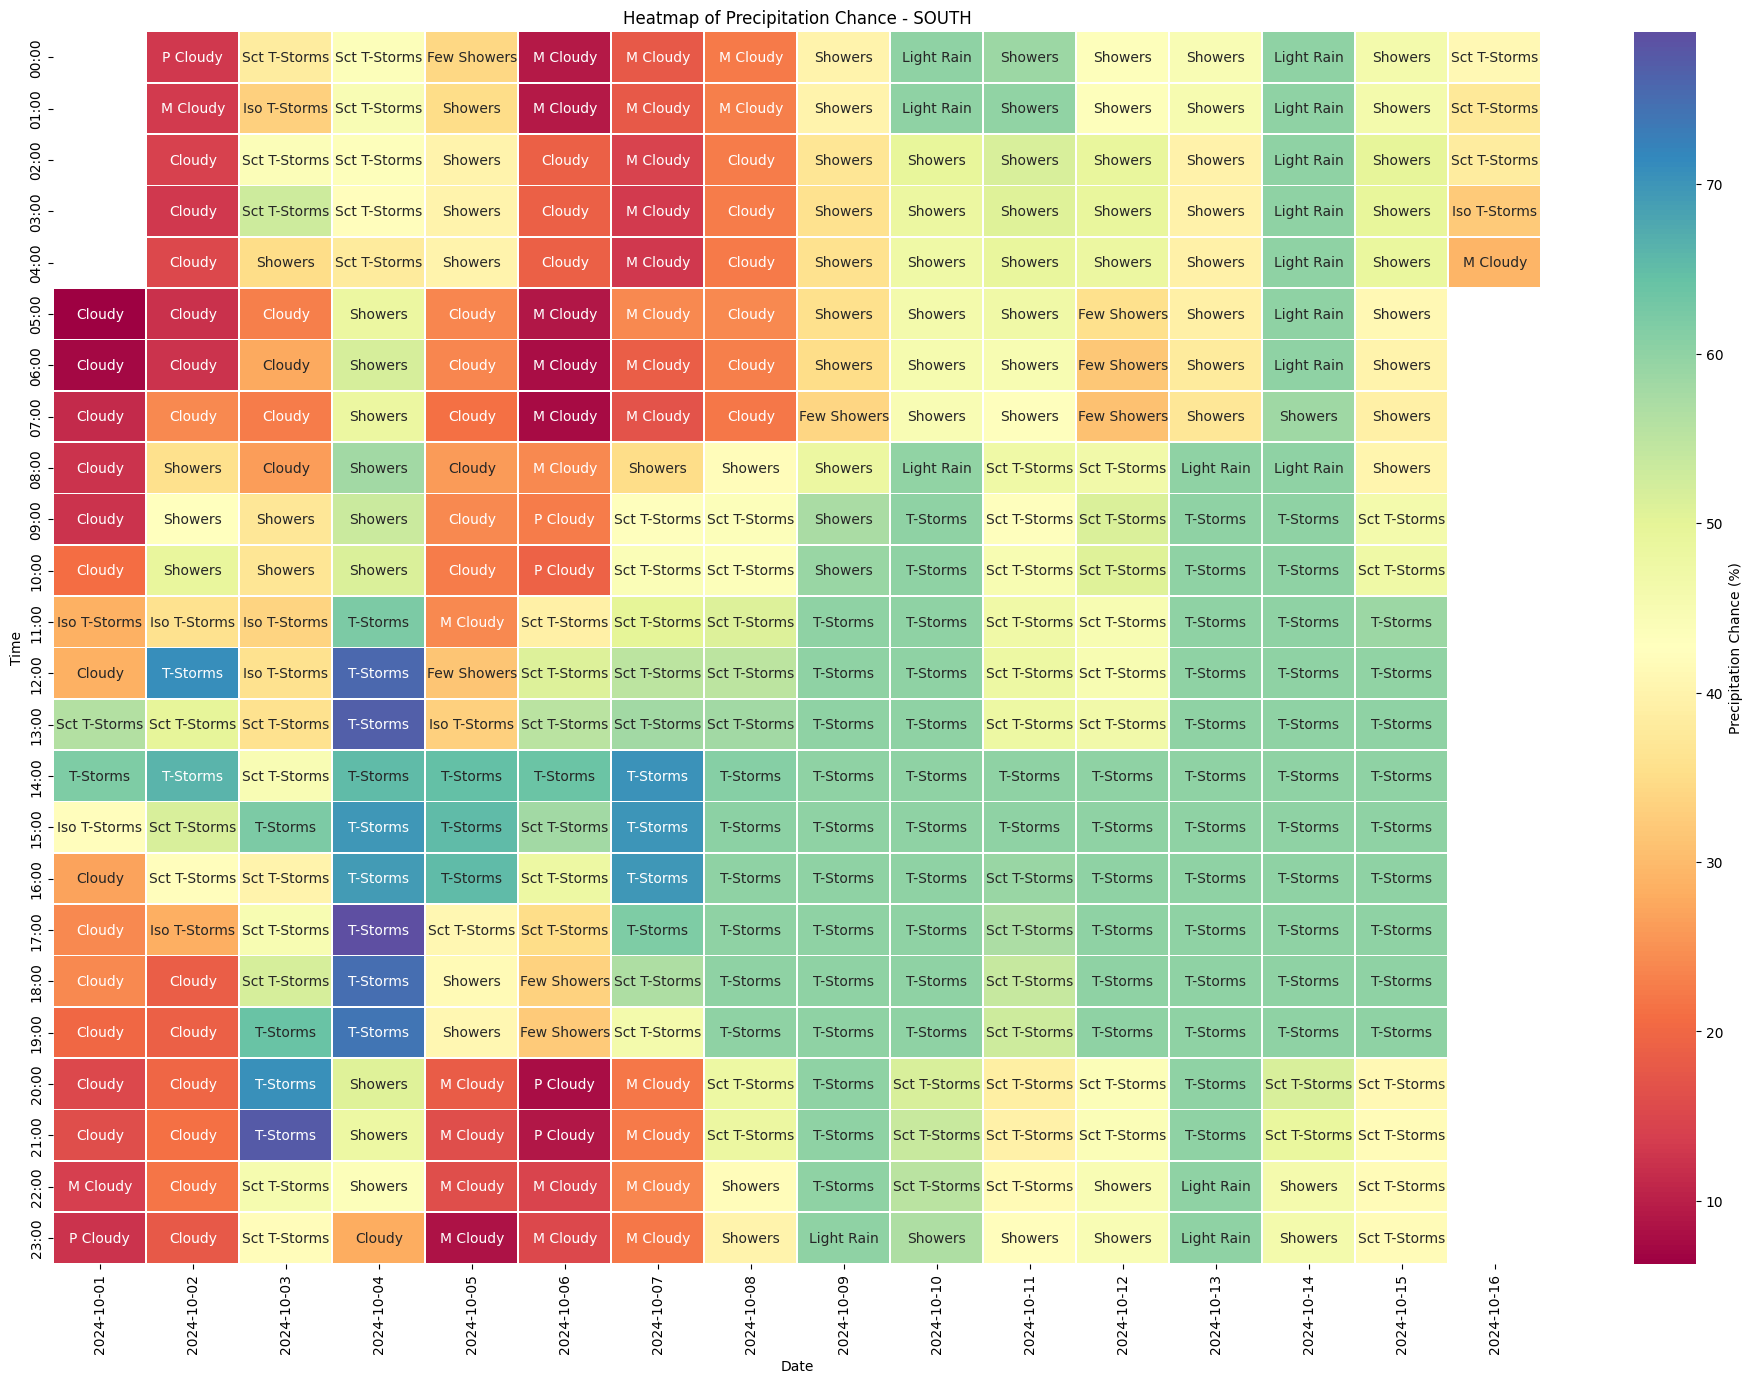 Heatmap of Precipitation Chance - SOUTH
00:00 P Cloudy Sct T-Storms Sct T-Storms Few Showers M Cloudy M Cloudy M Cloudy Showers Light Rain Showers Showers Showers Light Rain Showers Sct T-Storms
01:00 M Cloudy Iso T-Storms Sct T-Storms Showers M Cloudy M Cloudy M Cloudy Showers Light Rain Showers Showers Showers Light Rain Showers Sct T-Storms
02:00 Cloudy Sct T-Storms Sct T-Storms Showers Cloudy M Cloudy Cloudy Showers Showers Showers Showers Showers Light Rain Showers Sct T-Storms
03:00 Cloudy Sct T-Storms Sct T-Storms Showers Cloudy M Cloudy Cloudy Showers Showers Showers Showers Showers Light Rain Showers Iso T-Storms
04:00 Cloudy Showers Sct T-Storms Showers Cloudy M Cloudy Cloudy Showers Showers Showers Showers Showers Light Rain Showers M Cloudy
05:00 Cloudy Cloudy Cloudy Showers Cloudy M Cloudy M Cloudy Cloudy Showers Showers Showers Few Showers Showers Light Rain Showers
06:00 Cloudy Cloudy Cloudy Showers Cloudy M Cloudy M Cloudy Cloudy Showers Showers Showers Few Showers Showers Light Rain Showers
07:00 Cloudy Cloudy Cloudy Showers Cloudy M Cloudy M Cloudy Cloudy Few Showers Showers Showers Few Showers Showers Showers Showers
08:00 Cloudy Showers Cloudy Showers Cloudy M Cloudy Showers Showers Showers Light Rain Sct T-Storms Sct T-Storms Light Rain Light Rain Showers
09:00 Cloudy Showers Showers Showers Cloudy P Cloudy Sct T-Storms Sct T-Storms Showers T-Storms Sct T-Storms Sct T-Storms T-Storms T-Storms Sct T-Storms
10:00 Cloudy Showers Showers Showers Cloudy P Cloudy Sct T-Storms Sct T-Storms Showers T-Storms Sct T-Storms Sct T-Storms T-Storms T-Storms Sct T-Storms
11:00 Iso T-Storms Iso T-Storms Iso T-Storms T-Storms M Cloudy Sct T-Storms Sct T-Storms Sct T-Storms T-Storms T-Storms Sct T-Storms Sct T-Storms T-Storms T-Storms T-Storms
12:00 Cloudy T-Storms Iso T-Storms T-Storms Few Showers Sct T-Storms Sct T-Storms Sct T-Storms T-Storms T-Storms Sct T-Storms Sct T-Storms T-Storms T-Storms T-Storms
13:00 Sct T-Storms Sct T-Storms Sct T-Storms T-Storms Iso T-Storms Sct T-Storms Sct T-Storms Sct T-Storms T-Storms T-Storms Sct T-Storms Sct T-Storms T-Storms T-Storms T-Storms
14:00 T-Storms T-Storms Sct T-Storms T-Storms T-Storms T-Storms T-Storms T-Storms T-Storms T-Storms T-Storms T-Storms T-Storms T-Storms T-Storms
15:00 Iso T-Storms Sct T-Storms T-Storms T-Storms T-Storms Sct T-Storms T-Storms T-Storms T-Storms T-Storms T-Storms T-Storms T-Storms T-Storms T-Storms
16:00 Cloudy Sct T-Storms Sct T-Storms T-Storms T-Storms Sct T-Storms T-Storms T-Storms T-Storms T-Storms Sct T-Storms T-Storms T-Storms T-Storms T-Storms
17:00 Cloudy Iso T-Storms Sct T-Storms T-Storms Sct T-Storms Sct T-Storms T-Storms T-Storms T-Storms T-Storms Sct T-Storms T-Storms T-Storms T-Storms T-Storms
18:00 Cloudy Cloudy Sct T-Storms T-Storms Showers Few Showers Sct T-Storms T-Storms T-Storms T-Storms Sct T-Storms T-Storms T-Storms T-Storms T-Storms
19:00 Cloudy Cloudy T-Storms T-Storms Showers Few Showers Sct T-Storms T-Storms T-Storms T-Storms Sct T-Storms T-Storms T-Storms T-Storms T-Storms
20:00 Cloudy Cloudy T-Storms Showers M Cloudy P Cloudy M Cloudy Sct T-Storms T-Storms Sct T-Storms Sct T-Storms Sct T-Storms T-Storms Sct T-Storms Sct T-Storms
21:00 Cloudy Cloudy T-Storms Showers M Cloudy P Cloudy M Cloudy Sct T-Storms T-Storms Sct T-Storms Sct T-Storms Sct T-Storms T-Storms Sct T-Storms Sct T-Storms
22:00 M Cloudy Cloudy Sct T-Storms Showers M Cloudy M Cloudy M Cloudy Showers T-Storms Sct T-Storms Sct T-Storms Showers Light Rain Showers Sct T-Storms
23:00 P Cloudy Cloudy Sct T-Storms Cloudy M Cloudy M Cloudy M Cloudy Showers Light Rain Showers Showers Showers Light Rain Showers Sct T-Storms
Time
2024-10-01 2024-10-02 2024-10-03 2024-10-04 2024-10-05 2024-10-06 2024-10-07 2024-10-08 2024-10-09 2024-10-10 2024-10-11 2024-10-12 2024-10-13 2024-10-14 2024-10-15 2024-10-16
Date
70
60
50
40
30
20
10
Precipitation Chance (%)